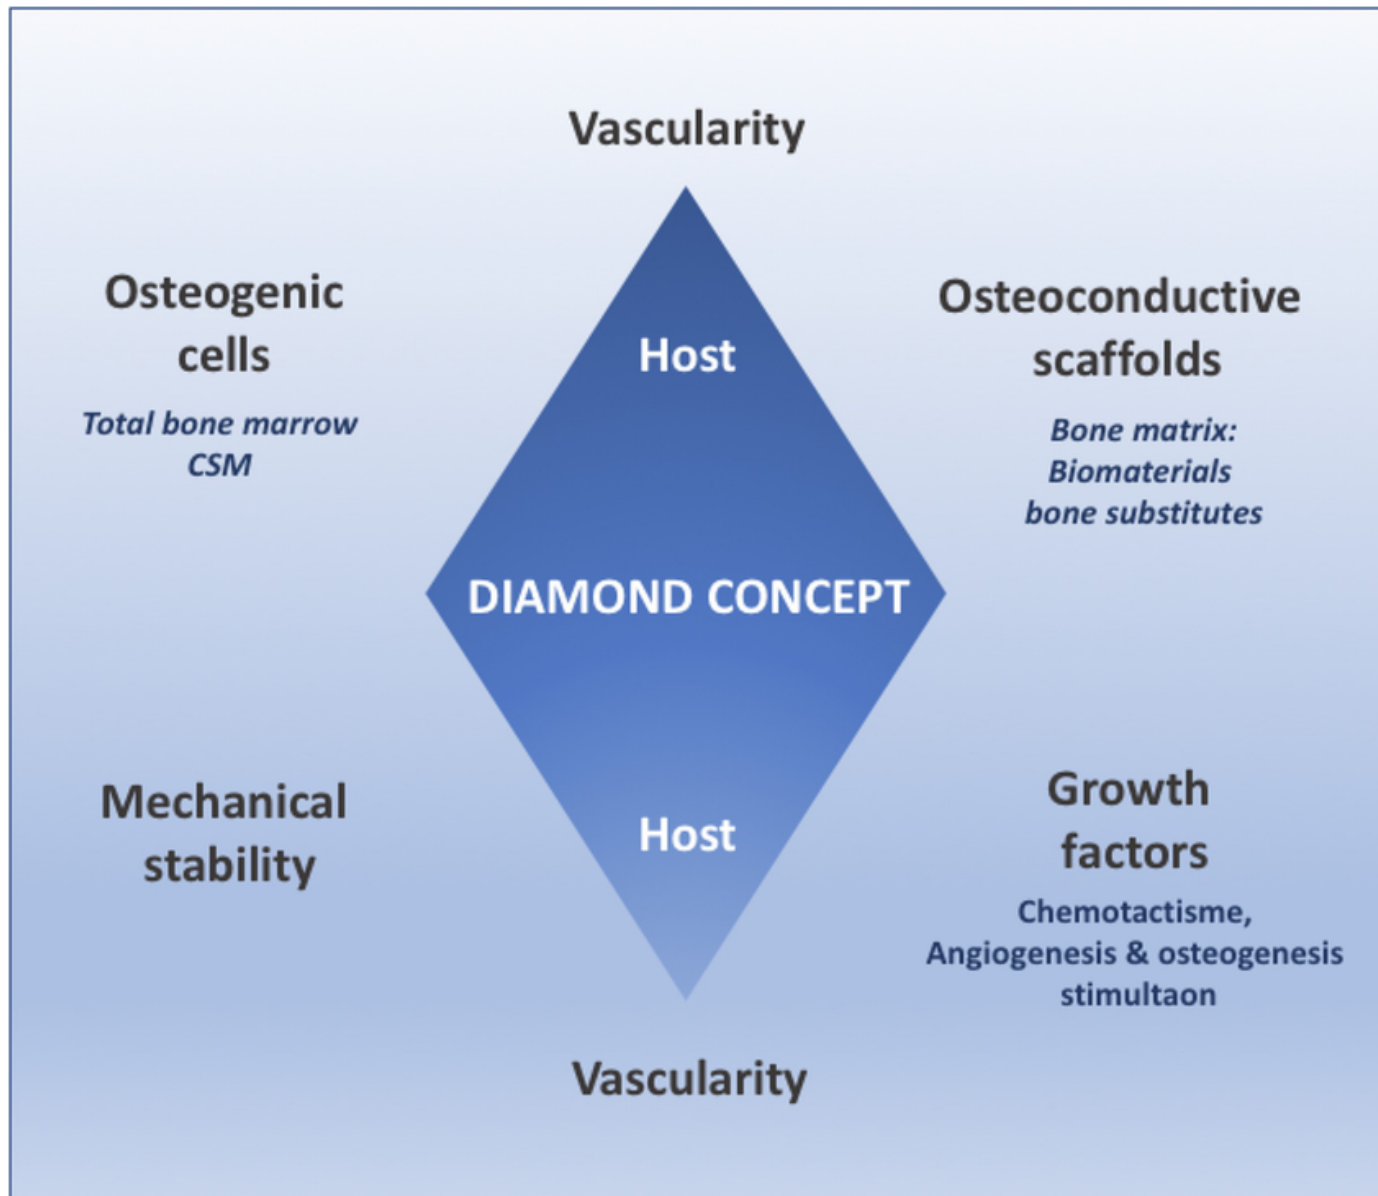 Vascularity
Osteogenic
cells
Total bone marrow
CSM
Host
Osteoconductive
scaffolds
Bone matrix:
Biomaterials
bone substitutes
DIAMOND CONCEPT
Mechanical
stability
Host
Growth
factors
Chemotactisme,
Angiogenesis & osteogenesis
stimultaon
Vascularity